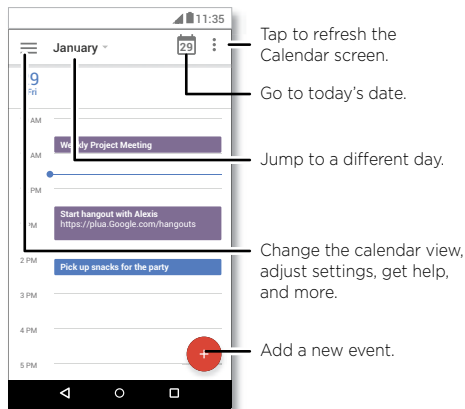 11:35
January
29
9
Fri
AM
Weekly Project Meeting
AM
PM
Start hangout with Alexis
https://plua.Google.com/hangouts
PM
2 PM
Pick up snacks for the party
3 PM
4 PM
5 PM
Tap to refresh the
Calendar screen.
Go to today’s date.
Jump to a different day.
Change the calendar view,
adjust settings, get help,
and more.
Add a new event.